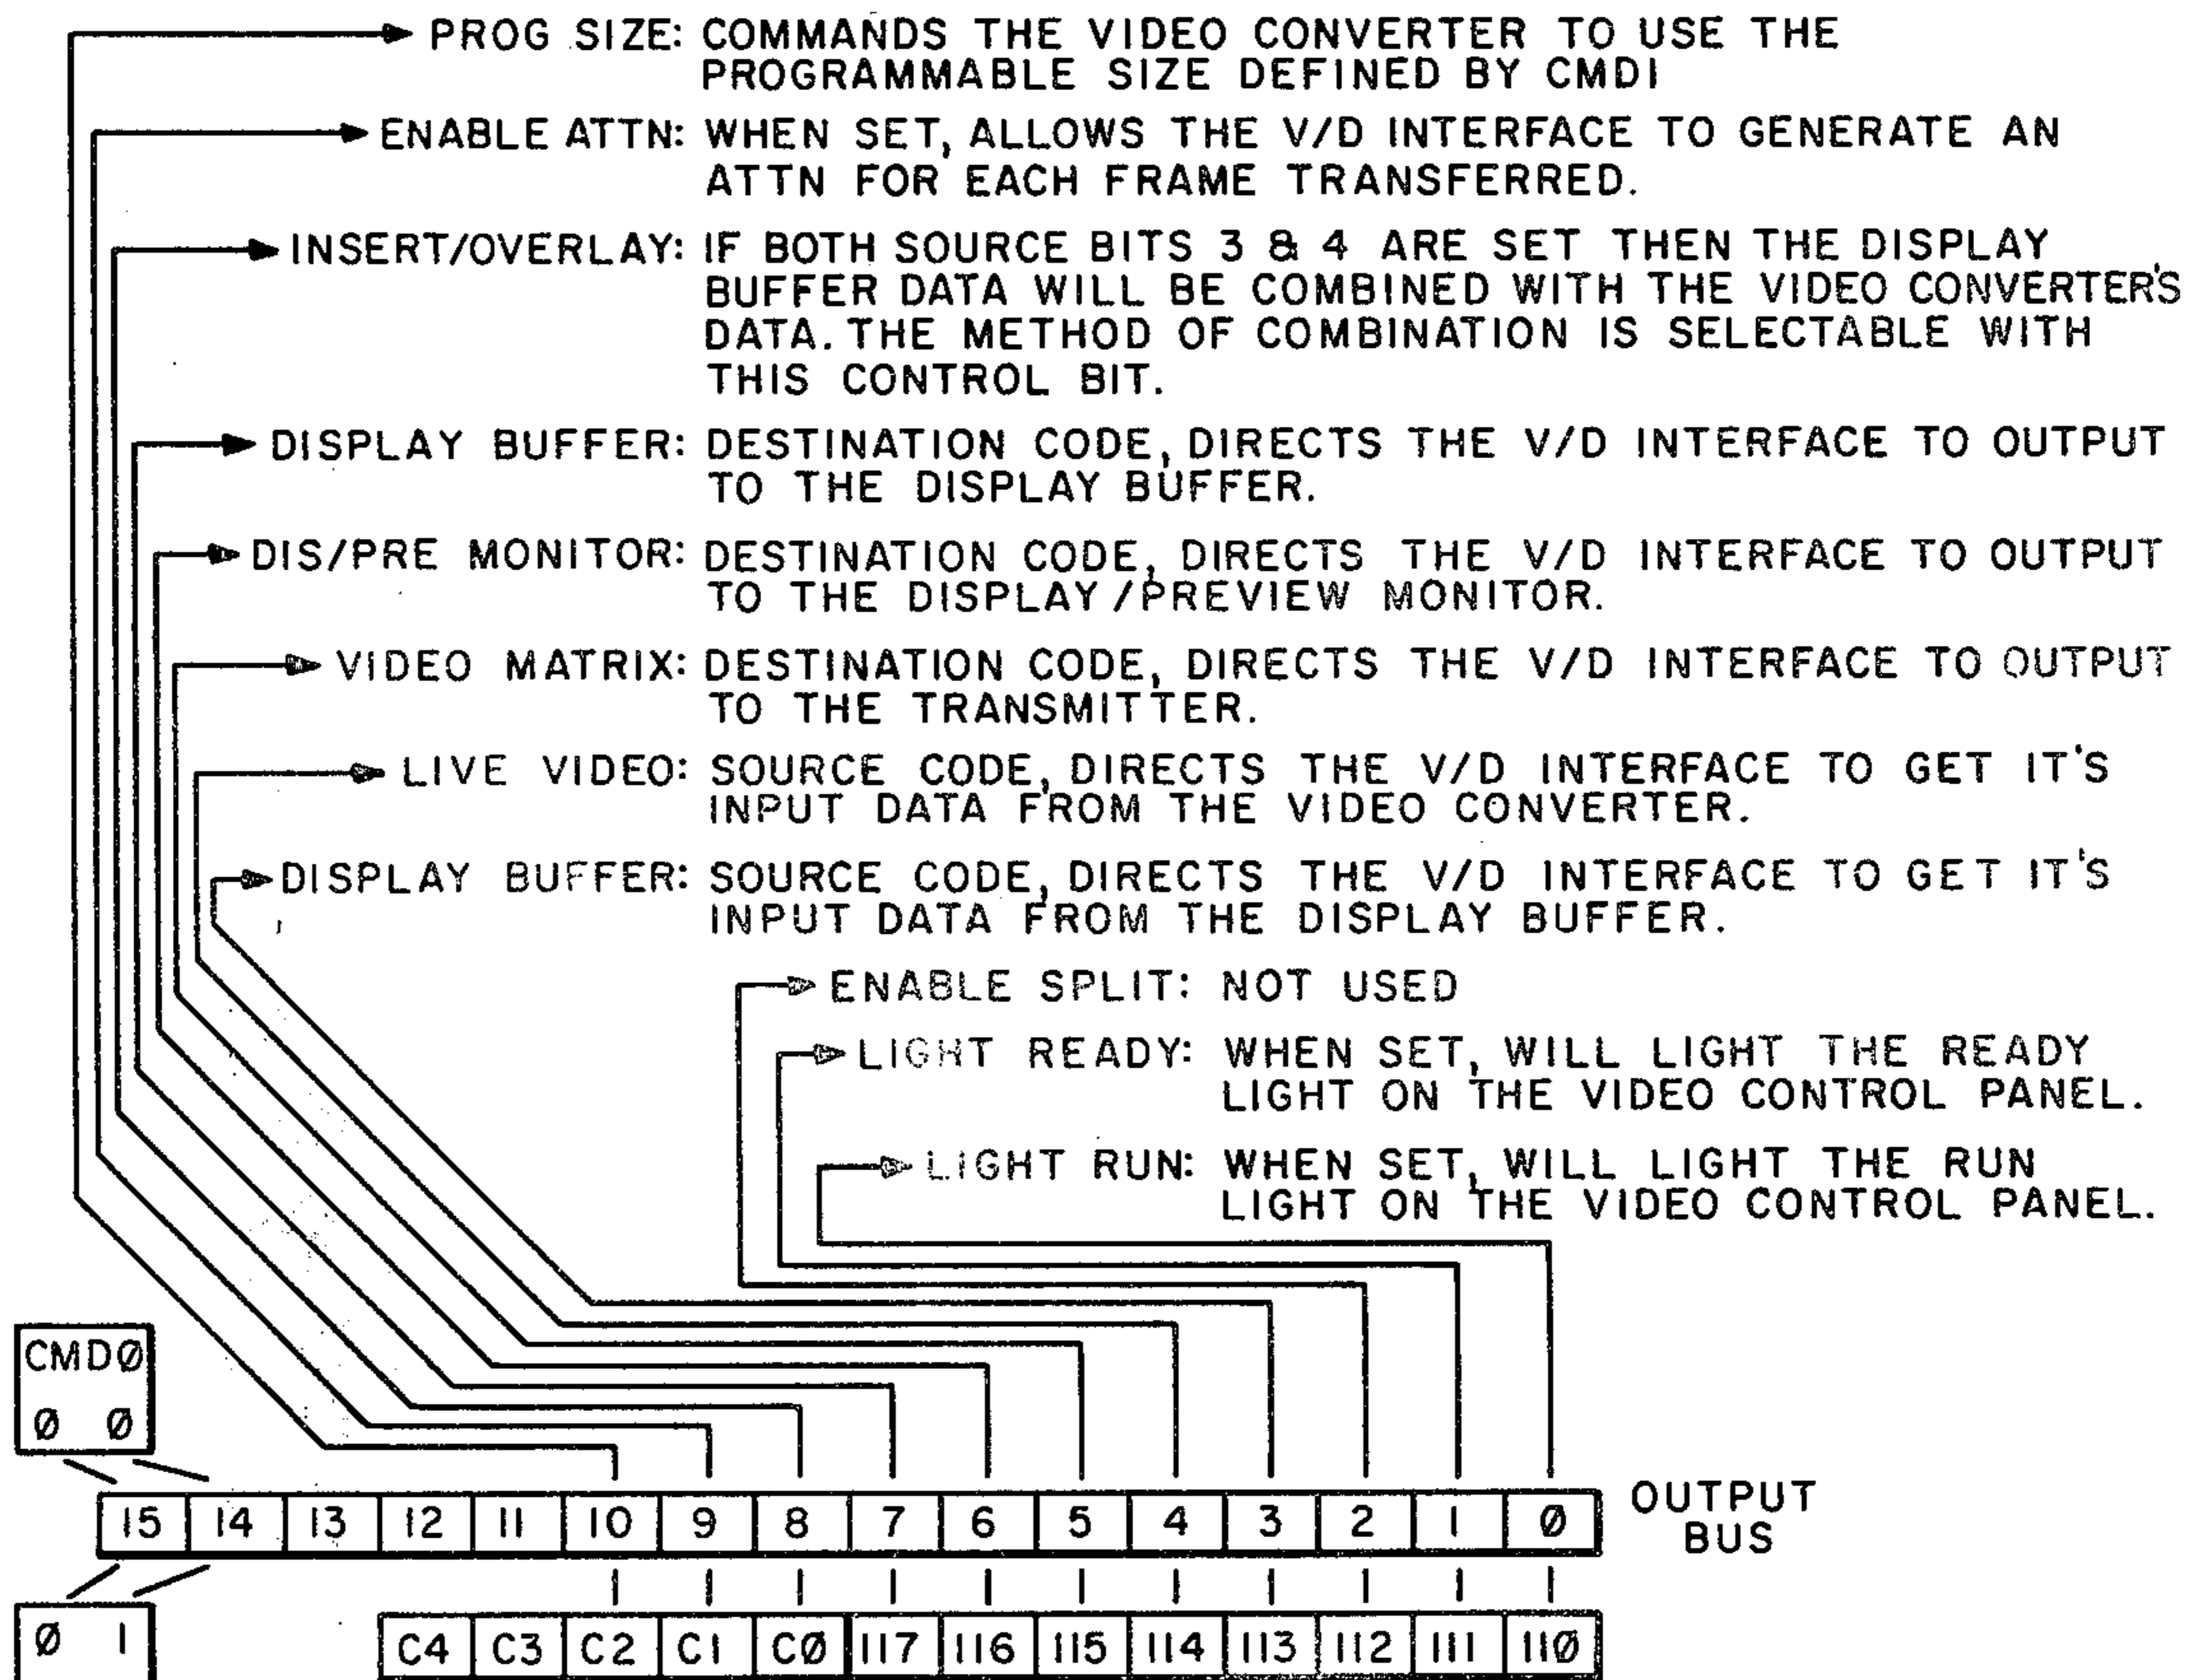 PROG SIZE: COMMANDS THE VIDEO CONVERTER TO USE THE
PROGRAMMABLE SIZE DEFINED BY CMD1
ENABLE ATTN: WHEN SET, ALLOWS THE V/D INTERFACE TO GENERATE AN
ATTN FOR EACH FRAME TRANSFERRED.
INSERT/OVERLAY: IF BOTH SOURCE BITS 3 & 4 ARE SET THEN THE DISPLAY
BUFFER DATA WILL BE COMBINED WITH THE VIDEO CONVERTER'S
DATA. THE METHOD OF COMBINATION IS SELECTABLE WITH
THIS CONTROL BIT.
DISPLAY BUFFER: DESTINATION CODE, DIRECTS THE V/D INTERFACE TO OUTPUT
TO THE DISPLAY BUFFER.
DIS/PRE MONITOR: DESTINATION CODE, DIRECTS THE V/D INTERFACE TO OUTPUT
TO THE DISPLAY/PREVIEW MONITOR.
VIDEO MATRIX: DESTINATION CODE, DIRECTS THE V/D INTERFACE TO OUTPUT
TO THE TRANSMITTER.
LIVE VIDEO: SOURCE CODE, DIRECTS THE V/D INTERFACE TO GET IT'S
INPUT DATA FROM THE VIDEO CONVERTER.
DISPLAY BUFFER: SOURCE CODE, DIRECTS THE V/D INTERFACE TO GET IT'S
INPUT DATA FROM THE DISPLAY BUFFER.
ENABLE SPLIT: NOT USED
LIGHT READY: WHEN SET, WILL LIGHT THE READY
LIGHT ON THE VIDEO CONTROL PANEL.
LIGHT RUN: WHEN SET, WILL LIGHT THE RUN
LIGHT ON THE VIDEO CONTROL PANEL.
CMDØ
Ø Ø
15 14 13 12 11 10 9 8 7 6 5 4 3 2 1 Ø
OUTPUT
BUS
Ø 1
C4 C3 C2 C1 CØ 117 116 115 114 113 112 111 11Ø